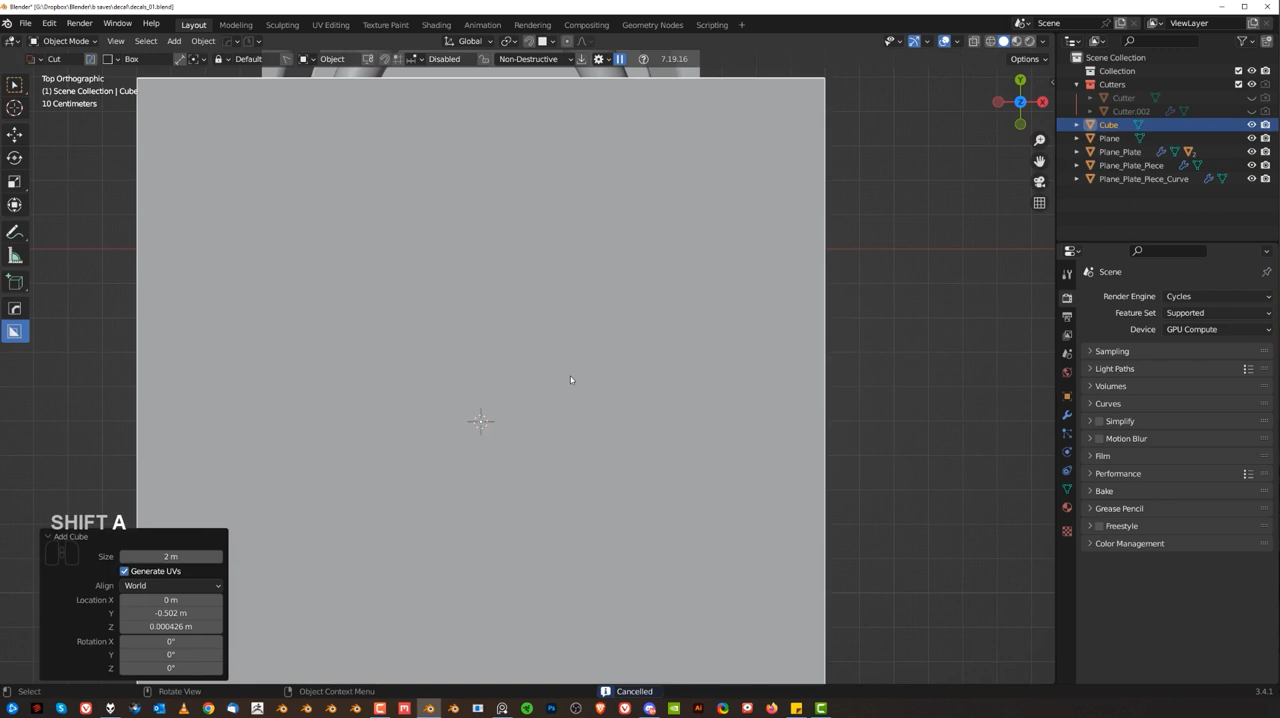 Blender* [G:\Dropbox\Blender\b saves\decal\decals_01.blend]
File Edit Render Window Help Layout Modeling Sculpting UV Editing Texture Paint Shading Animation Rendering Compositing Geometry Nodes Scripting + Scene ViewLayer
Object Mode View Select Add Object Global
Cut Box Default Object Disabled Non-Destructive 7.19.16 Options
Top Orthographic
(1) Scene Collection | Cube
10 Centimeters
Y
Z
X
Scene Collection
Collection
Cutters
Cutter
Cutter.002
Cube
Plane
Plane_Plate
2
Plane_Plate_Piece
Plane_Plate_Piece_Curve
Scene
Render Engine Cycles
Feature Set Supported
Device GPU Compute
Sampling
Light Paths
Volumes
Curves
Simplify
Motion Blur
Film
Performance
Bake
Grease Pencil
Freestyle
Color Management
SHIFT A
Add Cube
Size 2 m
Generate UVs
Align World
Location X 0 m
Y -0.502 m
Z 0.000426 m
Rotation X 0°
Y 0°
Z 0°
Select Rotate View Object Context Menu Cancelled 3.4.1